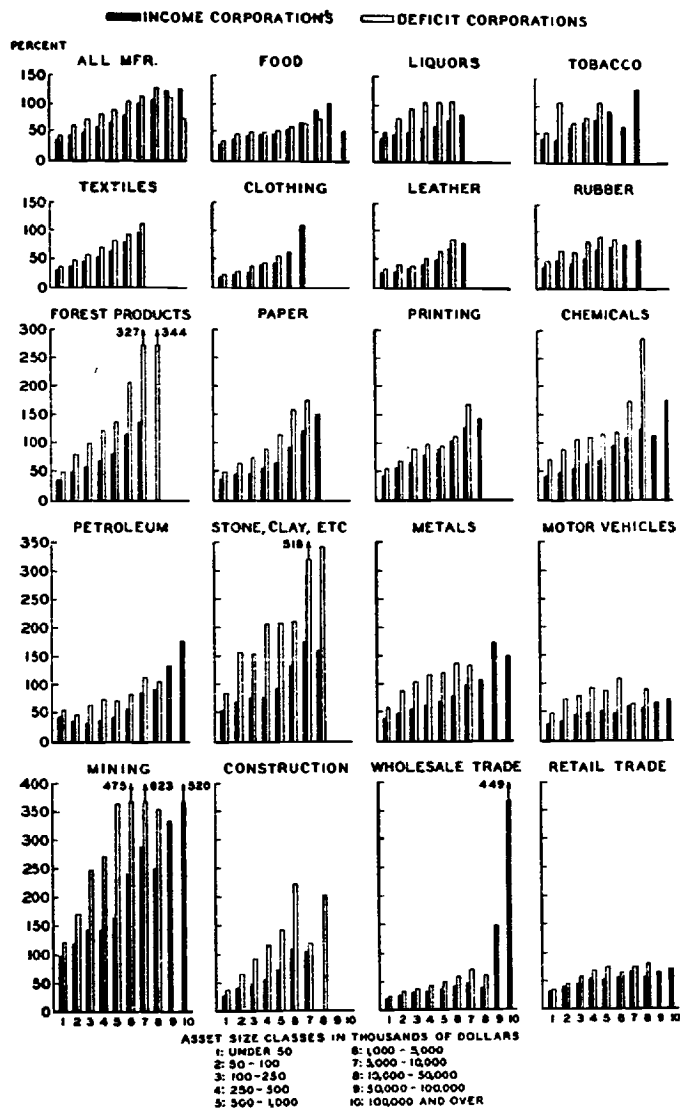 INCOME CORPORATIONS DEFICIT CORPORATIONS
PERCENT
ALL MFR. FOOD LIQUORS TOBACCO
150
100
50
0
TEXTILES CLOTHING LEATHER RUBBER
150
100
50
0
FOREST PRODUCTS PAPER PRINTING CHEMICALS
300
327 344
250
200
150
100
50
0
PETROLEUM STONE, CLAY, ETC METALS MOTOR VEHICLES
350
518
300
250
200
150
100
50
0
MINING CONSTRUCTION WHOLESALE TRADE RETAIL TRADE
400
475 623 520 449
350
300
250
200
150
100
50
0
1 2 3 4 5 6 7 8 9 10 1 2 3 4 5 6 7 8 9 10 1 2 3 4 5 6 7 8 9 10 1 2 3 4 5 6 7 8 9 10
ASSET SIZE CLASSES IN THOUSANDS OF DOLLARS
1: UNDER 50 6: 1,000 - 5,000
2: 50 - 100 7: 5,000 - 10,000
3: 100 - 250 8: 10,000 - 50,000
4: 250 - 500 9: 50,000 - 100,000
5: 500 - 1,000 10: 100,000 AND OVER